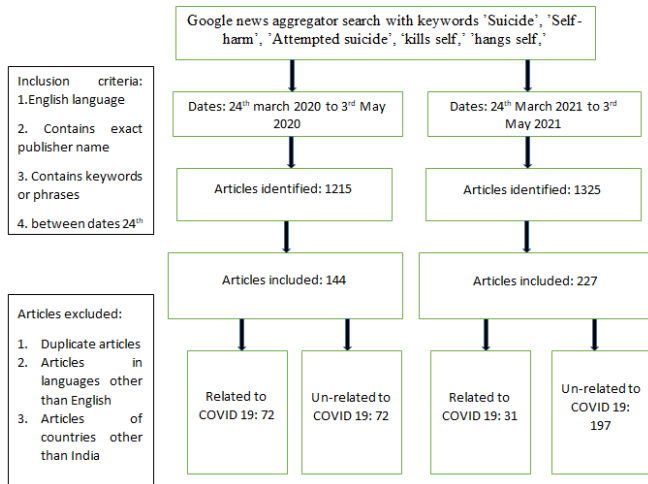 Google news aggregator search with keywords 'Suicide', 'Self-
harm', 'Attempted suicide', ‘kills self,’ 'hangs self,’
Inclusion criteria:
1.English language
2. Contains exact
publisher name
3. Contains keywords
or phrases
4. between dates 24th
Dates: 24th march 2020 to 3rd May
2020
Dates: 24th March 2021 to 3rd
May 2021
Articles identified: 1215
Articles identified: 1325
Articles included: 144
Articles included: 227
Articles excluded:
1. Duplicate articles
2. Articles in
languages other
than English
3. Articles of
countries other
than India
Related to
COVID 19: 72
Un-related to
COVID 19: 72
Related to
COVID 19: 31
Un-related to
COVID 19:
197